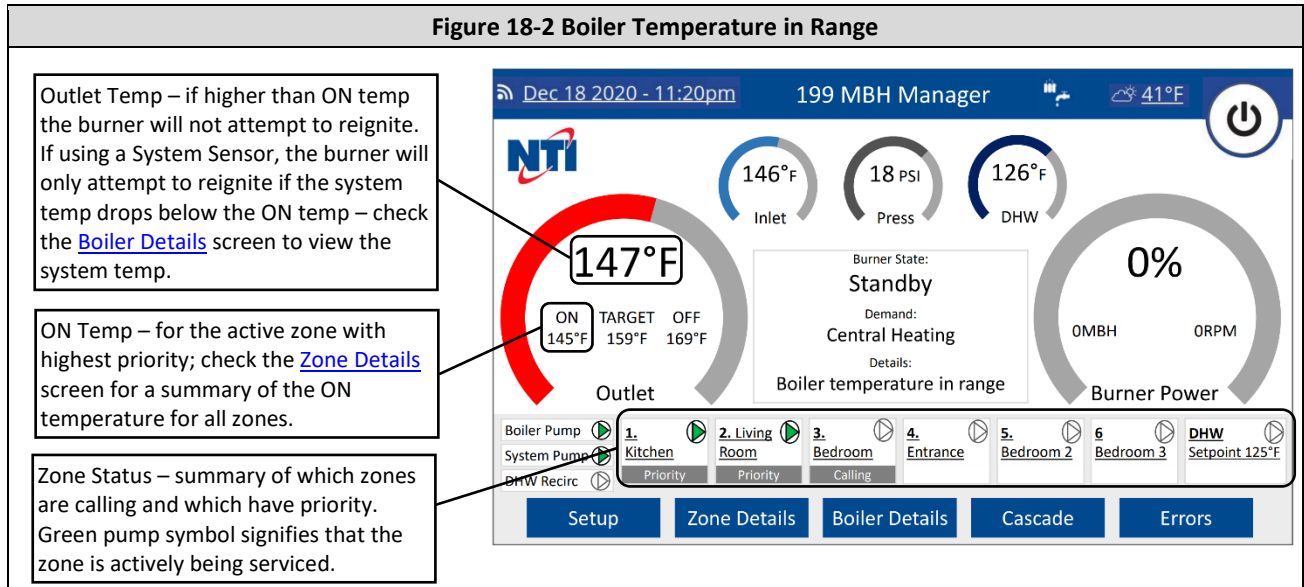 Figure 18-2 Boiler Temperature in Range
Outlet Temp – if higher than ON temp
the burner will not attempt to reignite.
If using a System Sensor, the burner will
only attempt to reignite if the system
temp drops below the ON temp – check
the Boiler Details screen to view the
system temp.
ON Temp – for the active zone with
highest priority; check the Zone Details
screen for a summary of the ON
temperature for all zones.
Zone Status – summary of which zones
are calling and which have priority.
Green pump symbol signifies that the
zone is actively being serviced.
Dec 18 2020 - 11:20pm 199 MBH Manager 41°F
NTI
146°F
Inlet
18 PSI
Press
126°F
DHW
147°F
ON TARGET OFF
145°F 159°F 169°F
Outlet
Burner State:
Standby
Demand:
Central Heating
Details:
Boiler temperature in range
0%
0MBH 0RPM
Burner Power
Boiler Pump
System Pump
DHW Recirc
1.
Kitchen
Priority
2. Living
Room
Priority
3.
Bedroom
Calling
4.
Entrance
5.
Bedroom 2
6
Bedroom 3
DHW
Setpoint 125°F
Setup Zone Details Boiler Details Cascade Errors